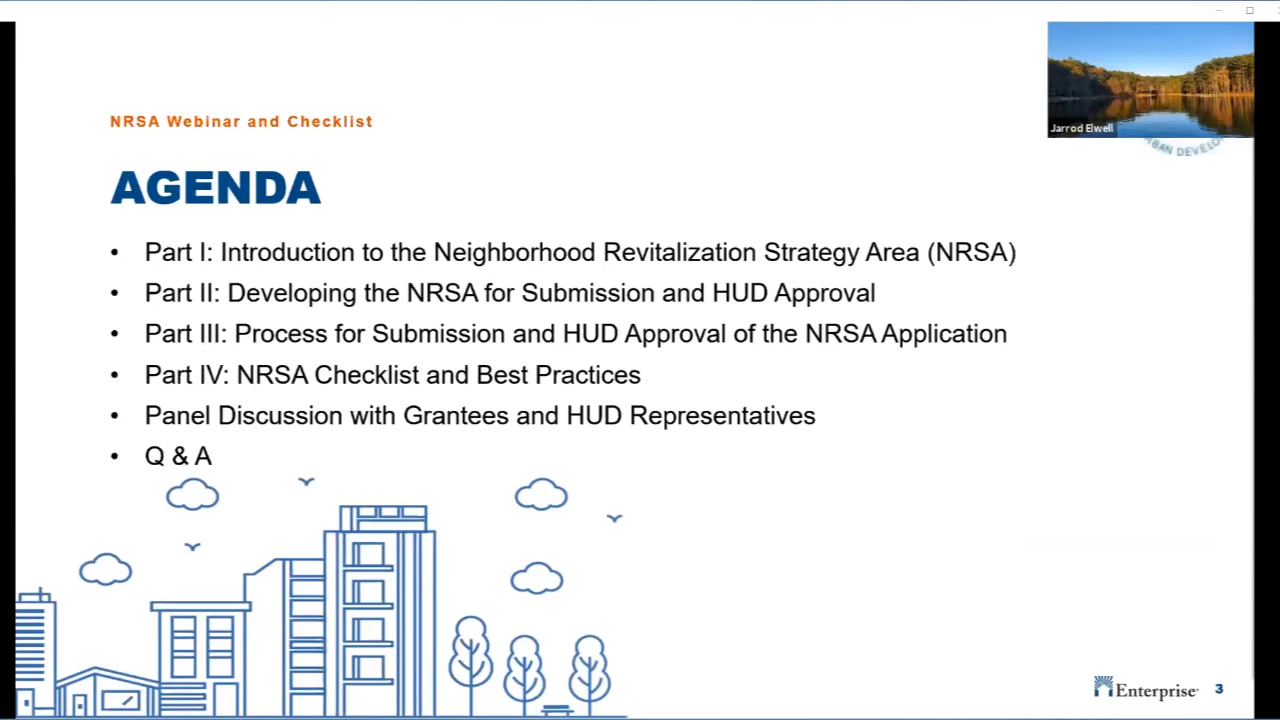 Jarrod Elwell
BAN DEVELO
NRSA Webinar and Checklist
AGENDA
• Part I: Introduction to the Neighborhood Revitalization Strategy Area (NRSA)
• Part II: Developing the NRSA for Submission and HUD Approval
• Part III: Process for Submission and HUD Approval of the NRSA Application
• Part IV: NRSA Checklist and Best Practices
• Panel Discussion with Grantees and HUD Representatives
• Q & A
Enterprise 3